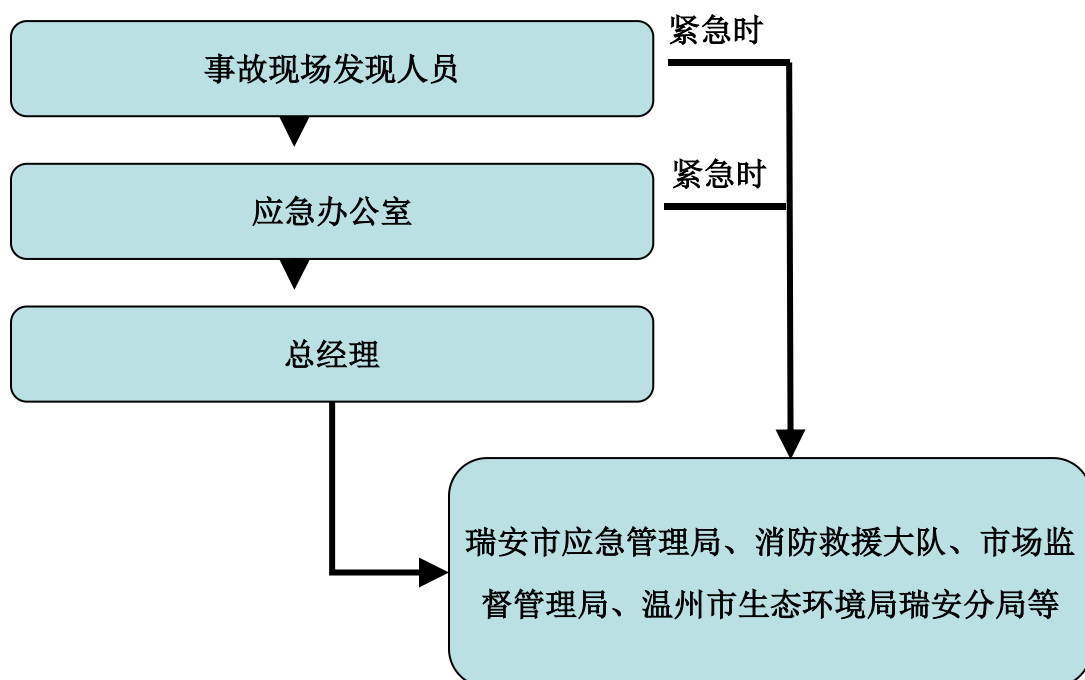 紧急时
事故现场发现人员
紧急时
应急办公室
总经理
瑞安市应急管理局、消防救援大队、市场监
督管理局、温州市生态环境局瑞安分局等